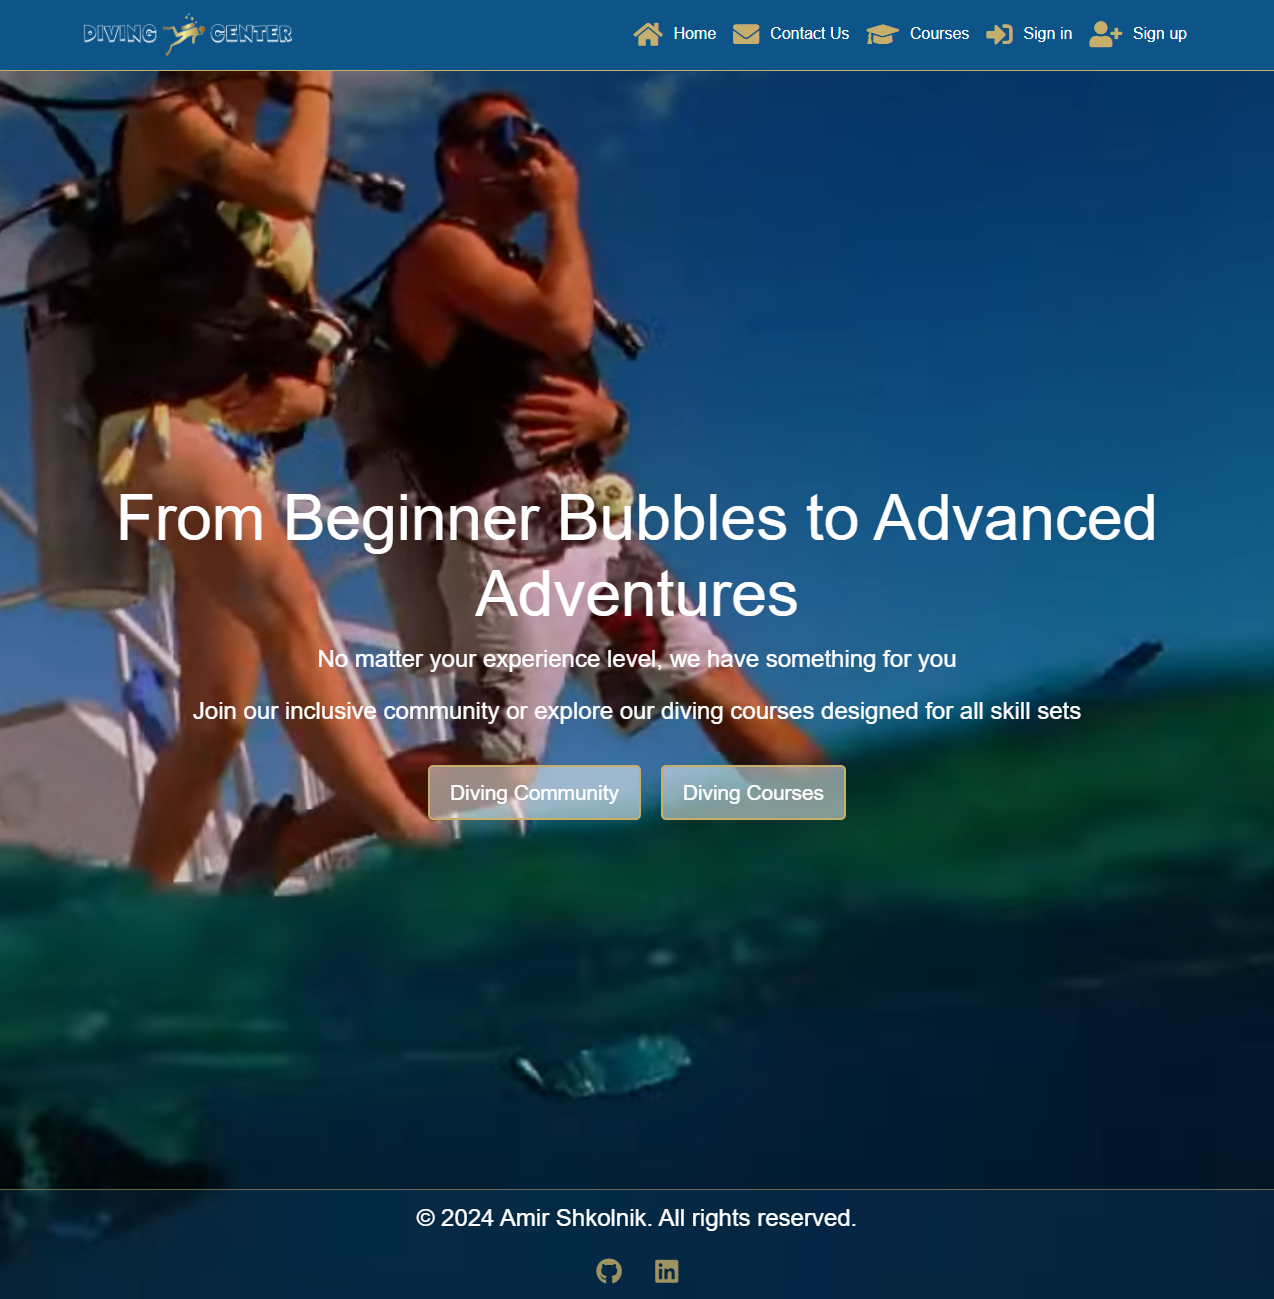 DIVING CENTER
Home Contact Us Courses Sign in Sign up
From Beginner Bubbles to Advanced
Adventures
No matter your experience level, we have something for you
Join our inclusive community or explore our diving courses designed for all skill sets
Diving Community Diving Courses
© 2024 Amir Shkolnik. All rights reserved.
in